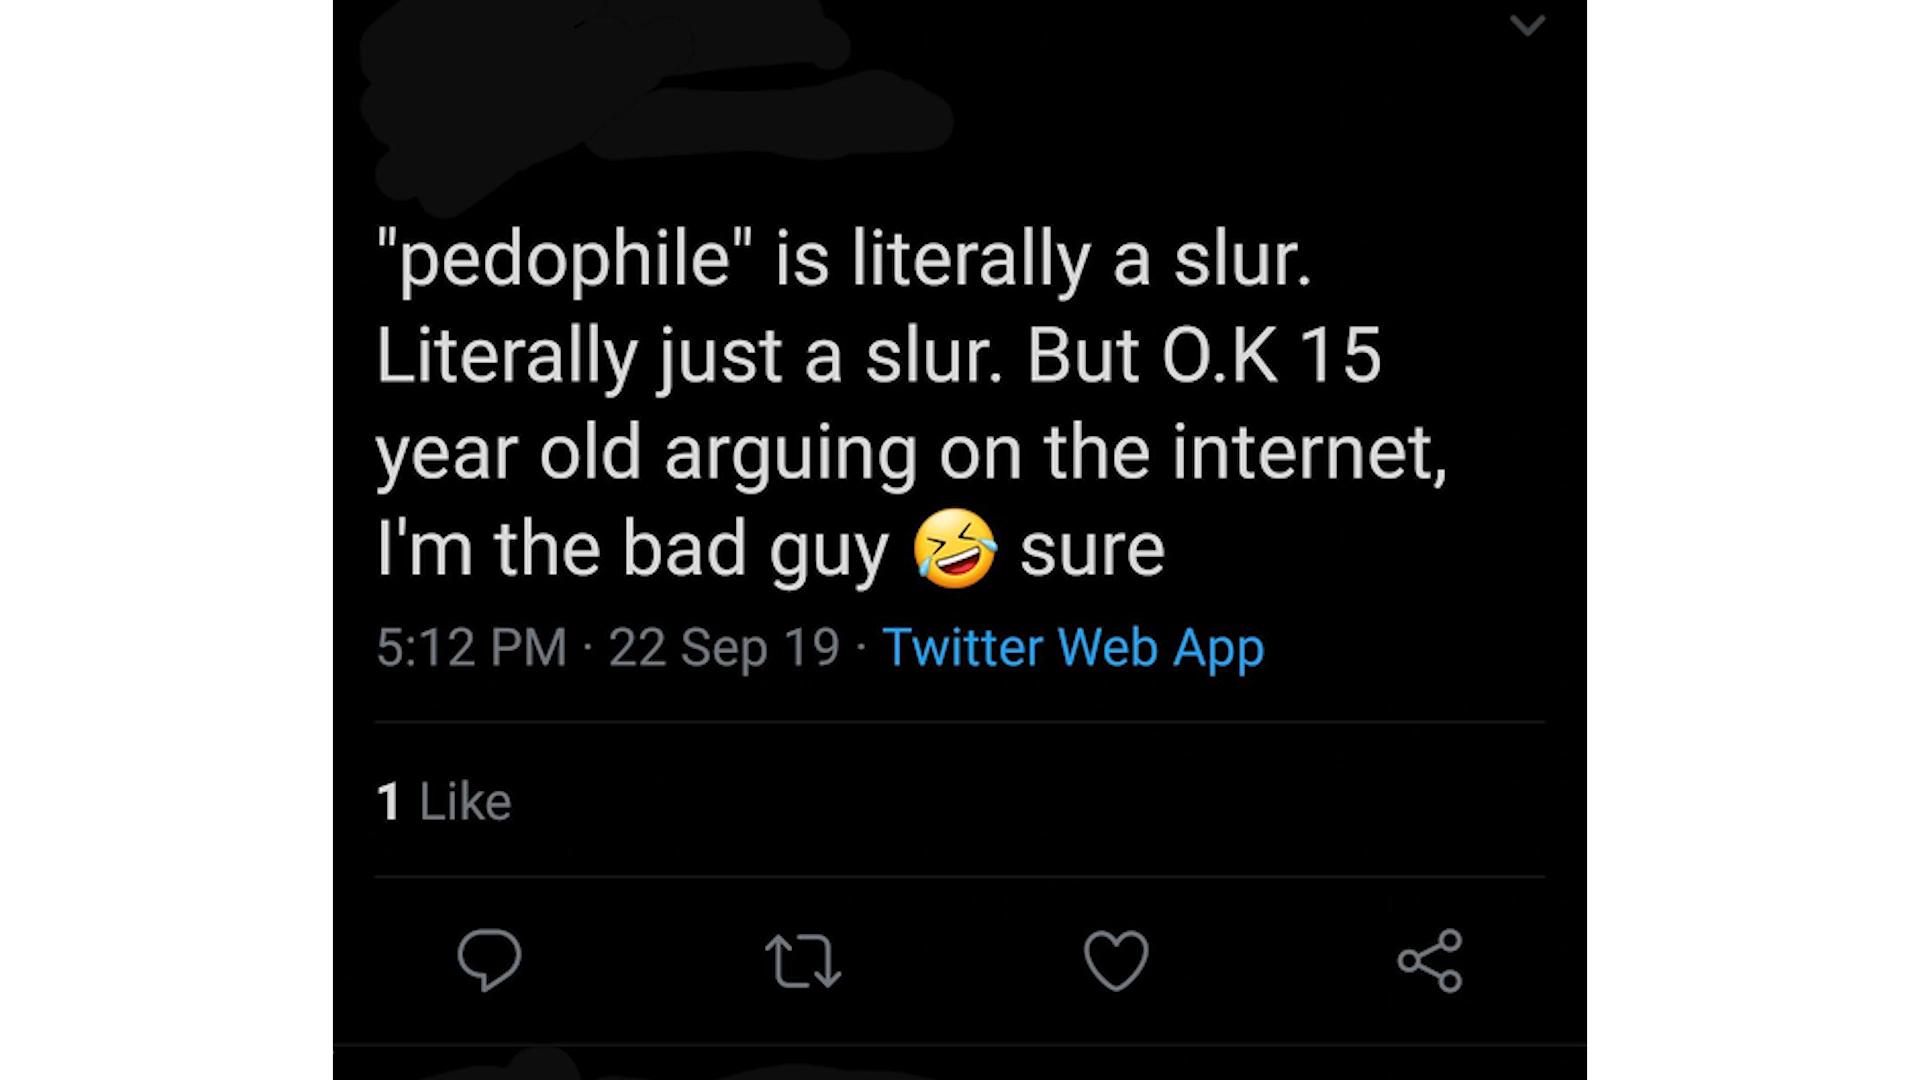 "pedophile" is literally a slur.
Literally just a slur. But O.K 15
year old arguing on the internet,
I'm the bad guy 🤣 sure
5:12 PM · 22 Sep 19 · Twitter Web App
1 Like